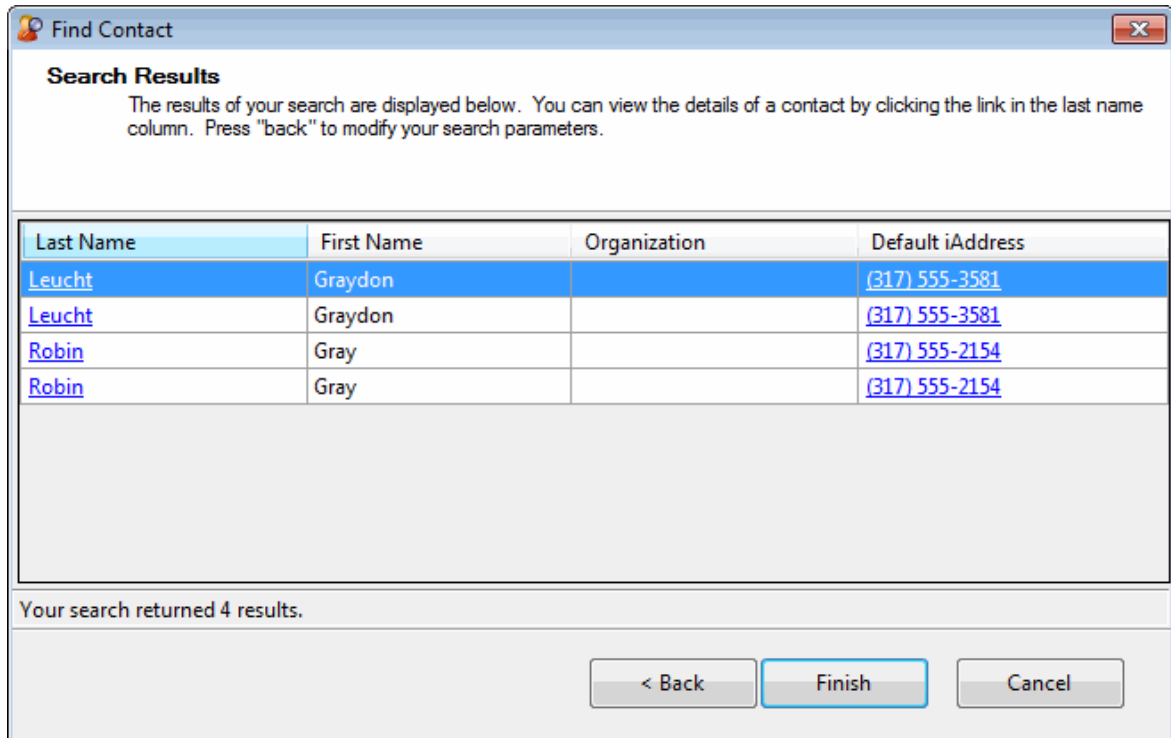 Find Contact
Search Results
The results of your search are displayed below.  You can view the details of a contact by clicking the link in the last name
column.  Press "back" to modify your search parameters.
Last Name First Name Organization Default iAddress
Leucht Graydon (317) 555-3581
Leucht Graydon (317) 555-3581
Robin Gray (317) 555-2154
Robin Gray (317) 555-2154
Your search returned 4 results.
< Back Finish Cancel